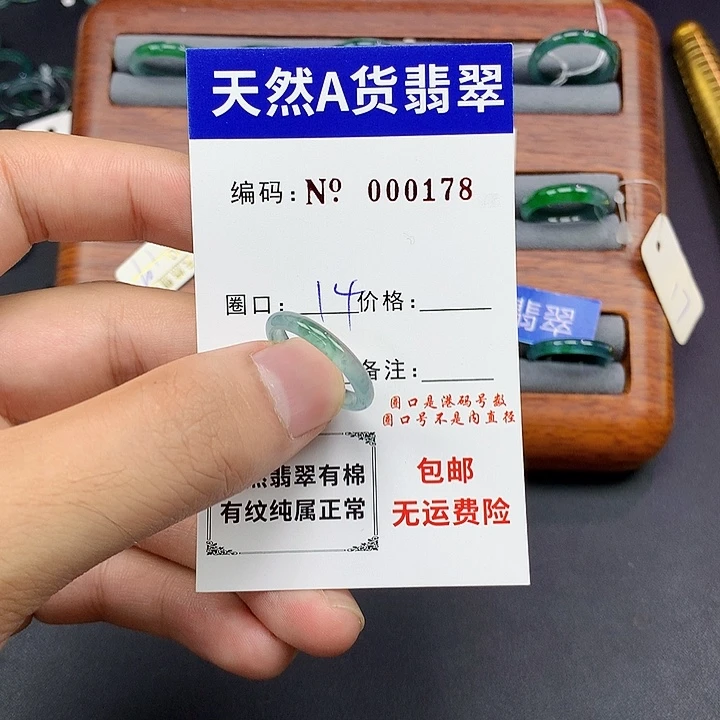 天然A货翡翠
编码：Nº 000178
圈口：14 价格：
备注：
圈口是港码号数
圈口号不是内直径
然翡翠有棉
有纹纯属正常
包邮
无运费险
翡翠